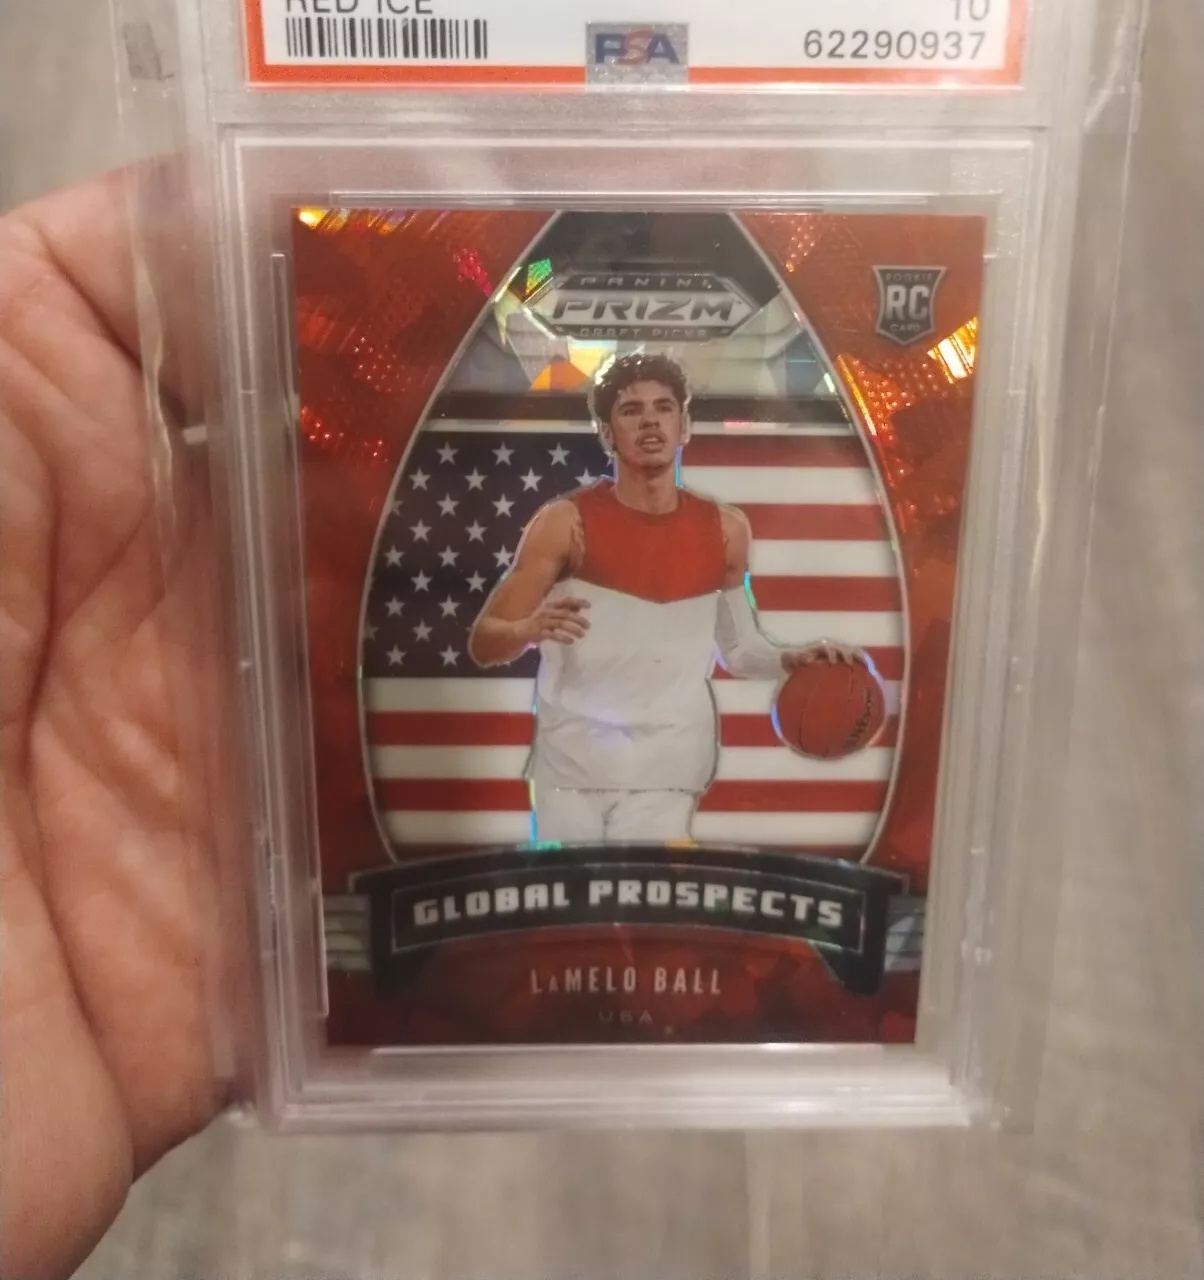 RED ICE
10
PSA
62290937
PANINI
PRIZM
DRAFT PICKS
ROOKIE
RC
CARD
GLOBAL PROSPECTS
LaMELO BALL
USA